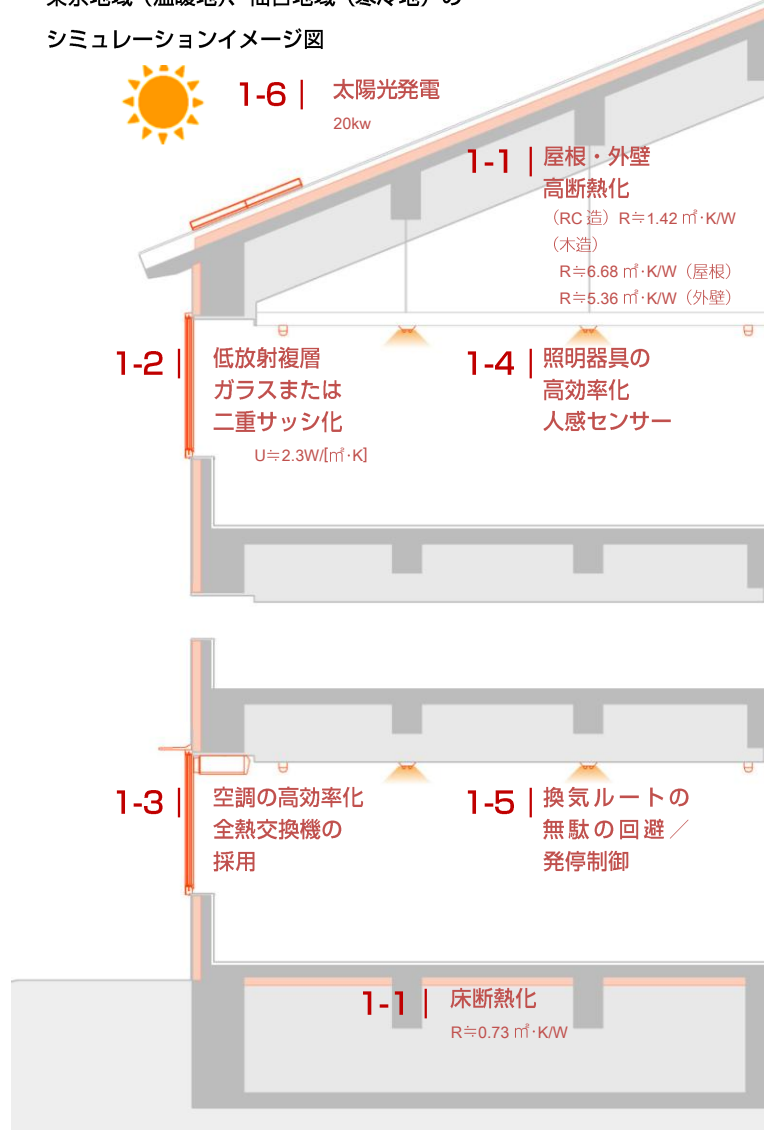 シミュレーションイメージ図
1-6 | 太陽光発電
20kw
1-1 | 屋根・外壁
高断熱化
（RC 造）R≒1.42 ㎡·K/W
（木造）
R≒6.68 ㎡·K/W（屋根）
R≒5.36 ㎡·K/W（外壁）
1-2 | 低放射複層
ガラスまたは
二重サッシ化
U≒2.3W/[㎡·K]
1-4 | 照明器具の
高効率化
人感センサー
1-3 | 空調の高効率化
全熱交換機の
採用
1-5 | 換気ルートの
無駄の回避／
発停制御
1-1 | 床断熱化
R≒0.73 ㎡·K/W